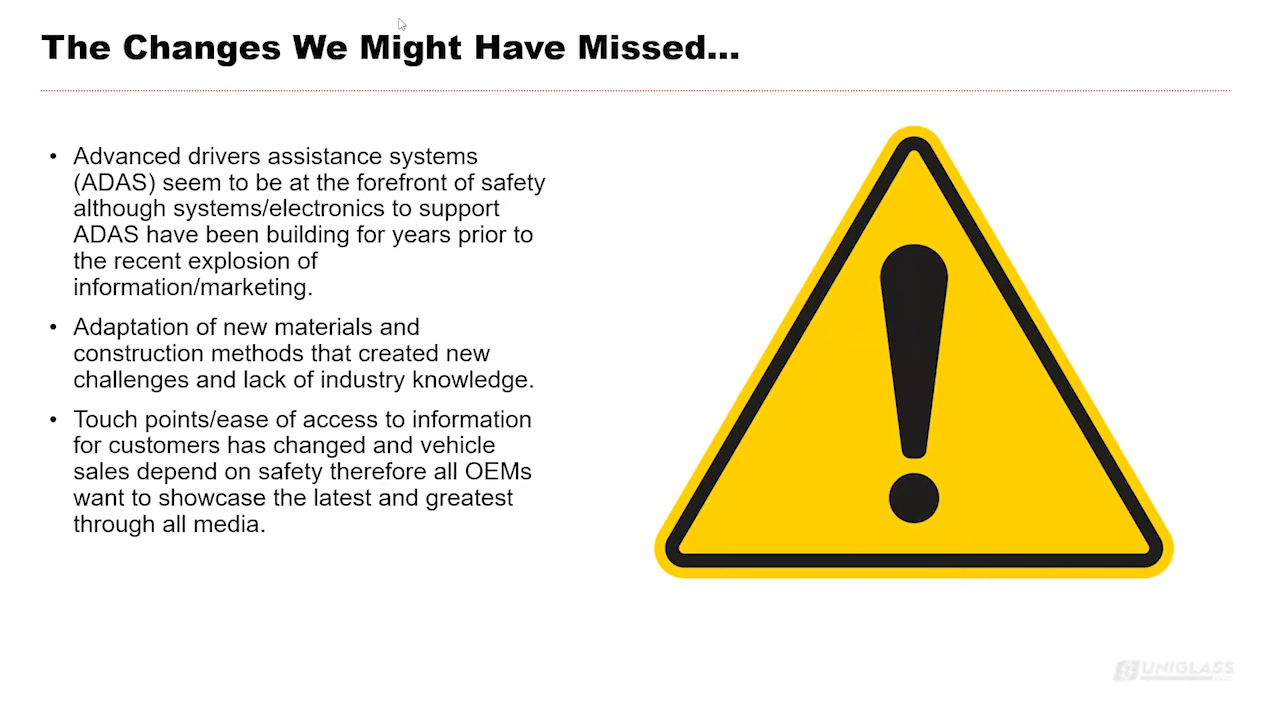 The Changes We Might Have Missed...
• Advanced drivers assistance systems
(ADAS) seem to be at the forefront of safety
although systems/electronics to support
ADAS have been building for years prior to
the recent explosion of
information/marketing.
• Adaptation of new materials and
construction methods that created new
challenges and lack of industry knowledge.
• Touch points/ease of access to information
for customers has changed and vehicle
sales depend on safety therefore all OEMs
want to showcase the latest and greatest
through all media.
UNIGLASS